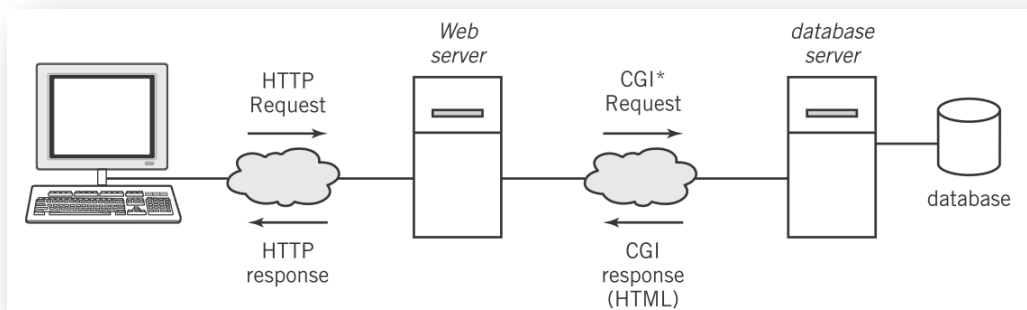 Web
server
database
server
HTTP
Request
CGI*
Request
database
HTTP
response
CGI
response
(HTML)